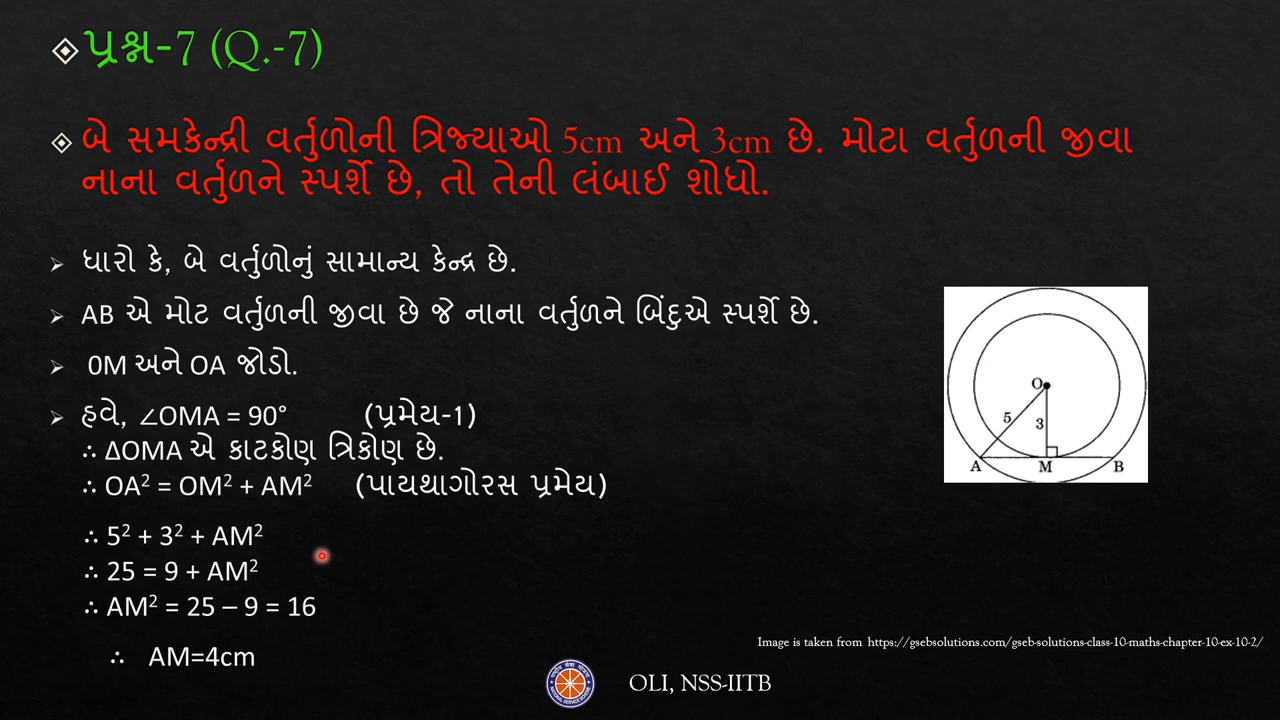 પ્રશ્ન-7 (Q.-7)
બે સમકેન્દ્રી વર્તુળોની ત્રિજ્યાઓ 5cm અને 3cm છે. મોટા વર્તુળની જીવા
નાના વર્તુળને સ્પર્શે છે, તો તેની લંબાઈ શોધો.
ધારો કે, બે વર્તુળોનું સામાન્ય કેન્દ્ર છે.
AB એ મોટ વર્તુળની જીવા છે જે નાના વર્તુળને બિંદુએ સ્પર્શે છે.
0M અને OA જોડો.
હવે, ∠OMA = 90° (પ્રમેય-1)
∴ ∆OMA એ કાટકોણ ત્રિકોણ છે.
∴ OA² = OM² + AM² (પાયથાગોરસ પ્રમેય)
∴ 5² + 3² + AM²
∴ 25 = 9 + AM²
∴ AM² = 25 – 9 = 16
∴ AM=4cm
O
5
3
A M B
Image is taken from https://gsebsolutions.com/gseb-solutions-class-10-maths-chapter-10-ex-10-2/
OLI, NSS-IITB